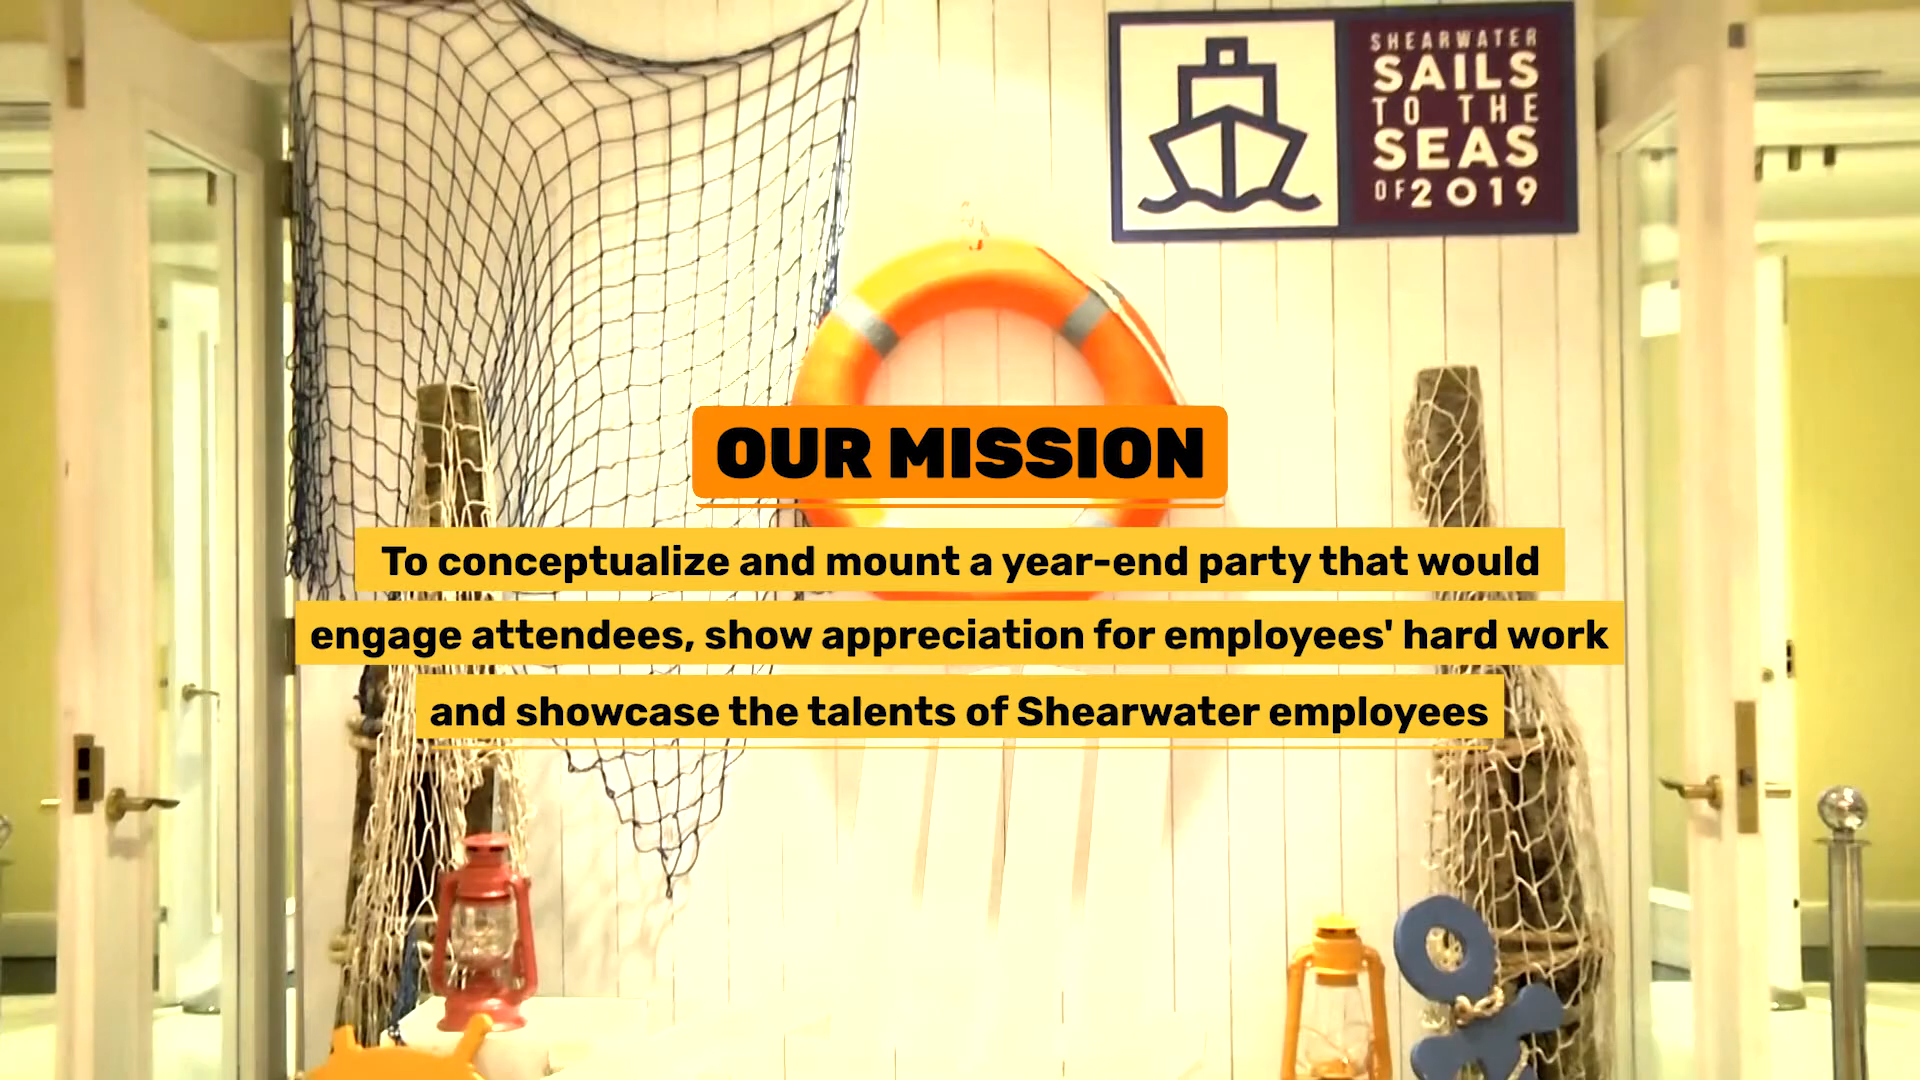 SHEARWATER
SAILS
TO THE
SEAS
OF 2019
OUR MISSION
To conceptualize and mount a year-end party that would
engage attendees, show appreciation for employees' hard work
and showcase the talents of Shearwater employees